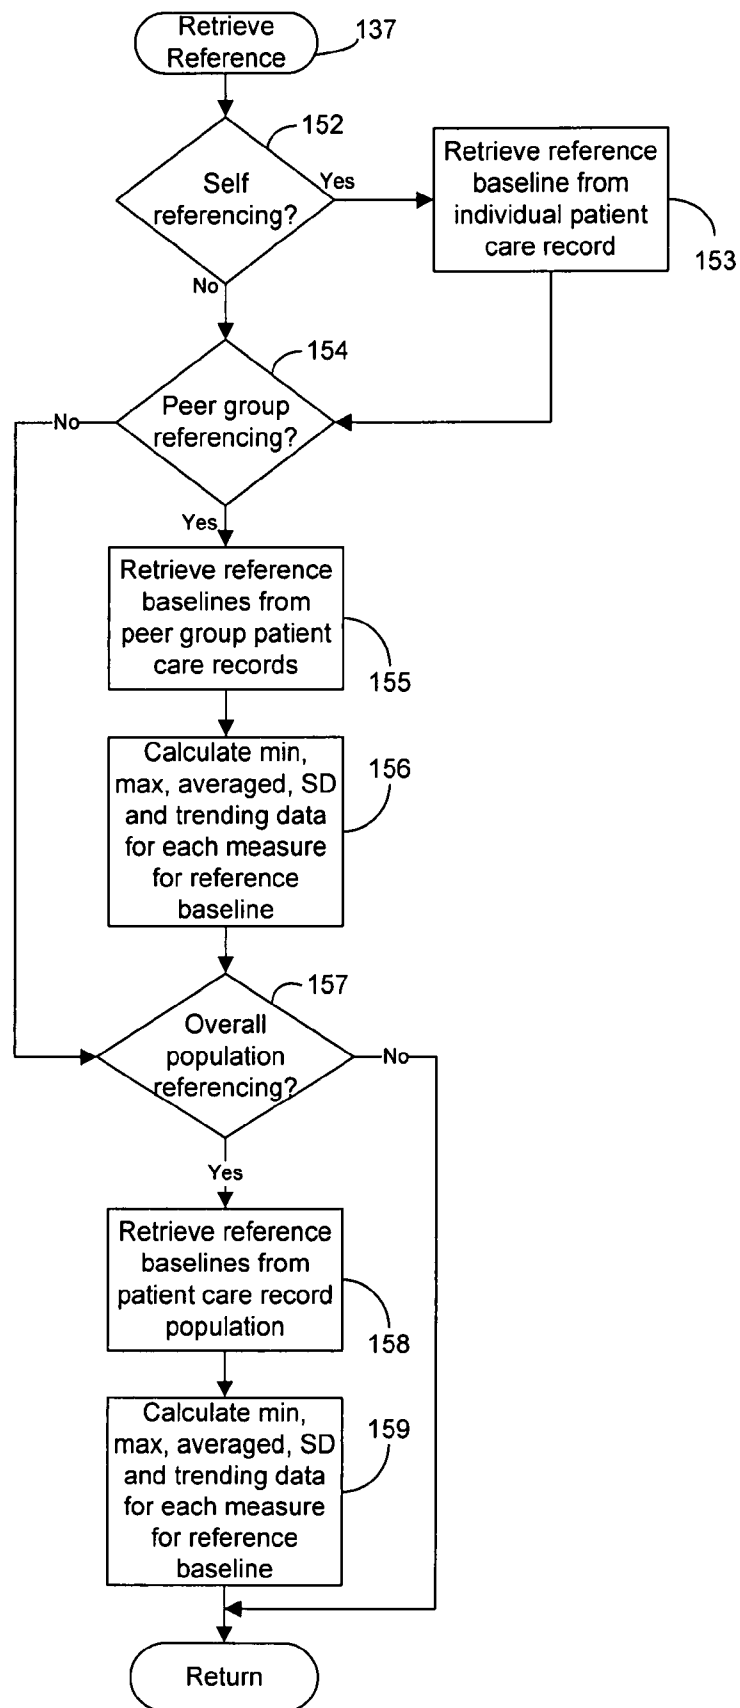 Retrieve
Reference
137
152
Self
referencing?
Yes
No
Retrieve reference
baseline from
individual patient
care record
153
154
Peer group
referencing?
No
Yes
Retrieve reference
baselines from
peer group patient
care records
155
Calculate min,
max, averaged, SD
and trending data
for each measure
for reference
baseline
156
157
Overall
population
referencing?
No
Yes
Retrieve reference
baselines from
patient care record
population
158
Calculate min,
max, averaged, SD
and trending data
for each measure
for reference
baseline
159
Return